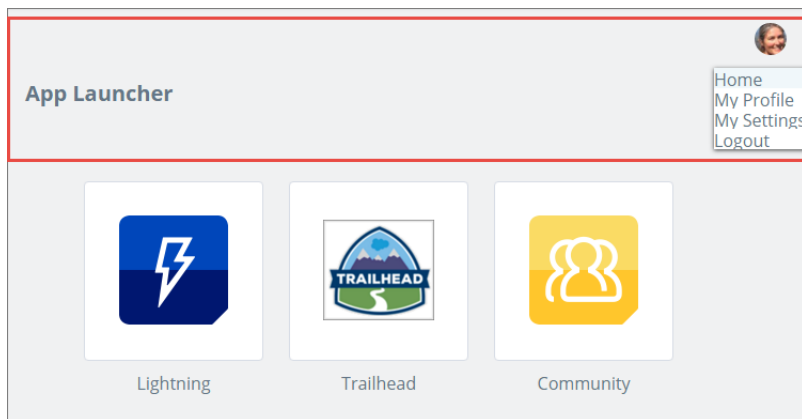 App Launcher
Home
My Profile
My Settings
Logout
TRAILHEAD
Lightning
Trailhead
Community